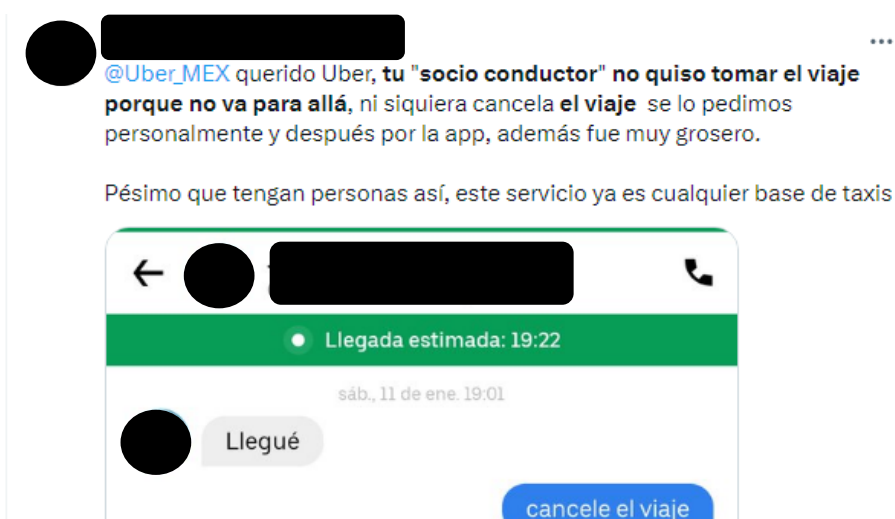 @Uber_MEX querido Uber, tu "socio conductor" no quiso tomar el viaje
porque no va para allá, ni siquiera cancela el viaje se lo pedimos
personalmente y después por la app, además fue muy grosero.
Pésimo que tengan personas así, este servicio ya es cualquier base de taxis
Llegada estimada: 19:22
sáb., 11 de ene. 19:01
Llegué
cancele el viaje